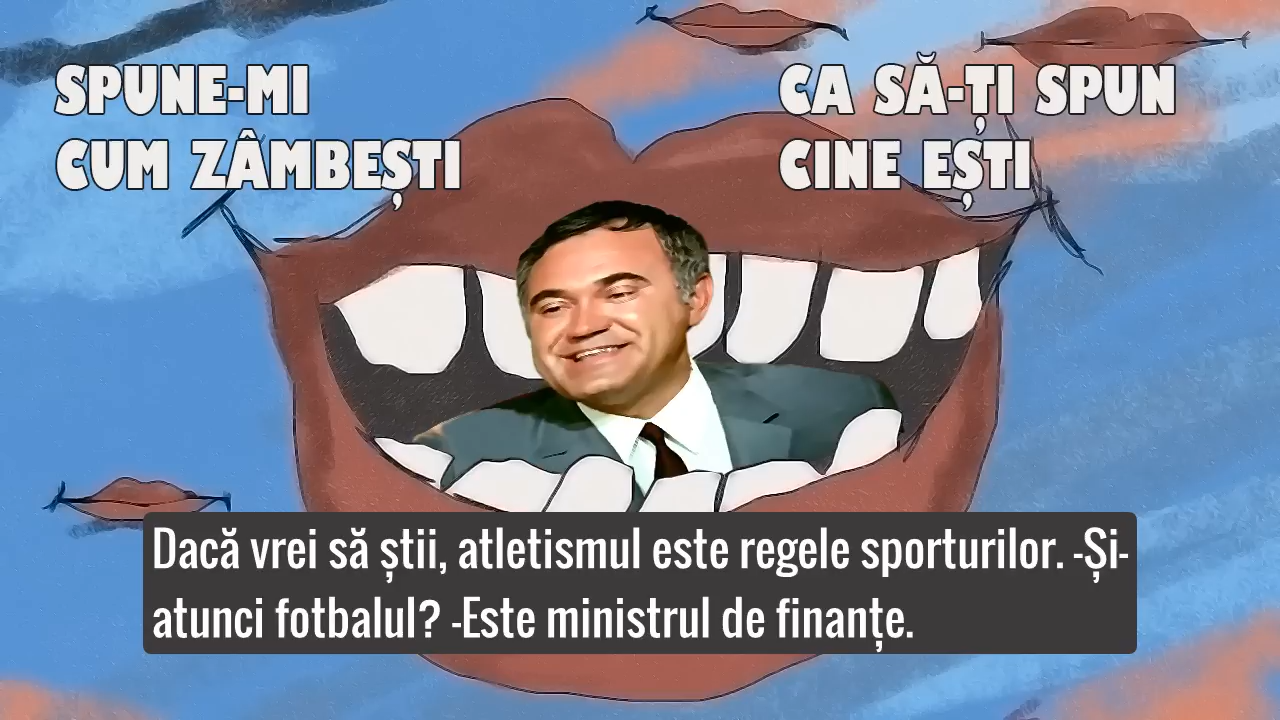 SPUNE-MI
CUM ZÂMBEȘTI
CA SĂ-ȚI SPUN
CINE EȘTI
Dacă vrei să știi, atletismul este regele sporturilor. -Și-
atunci fotbalul? -Este ministrul de finanțe.